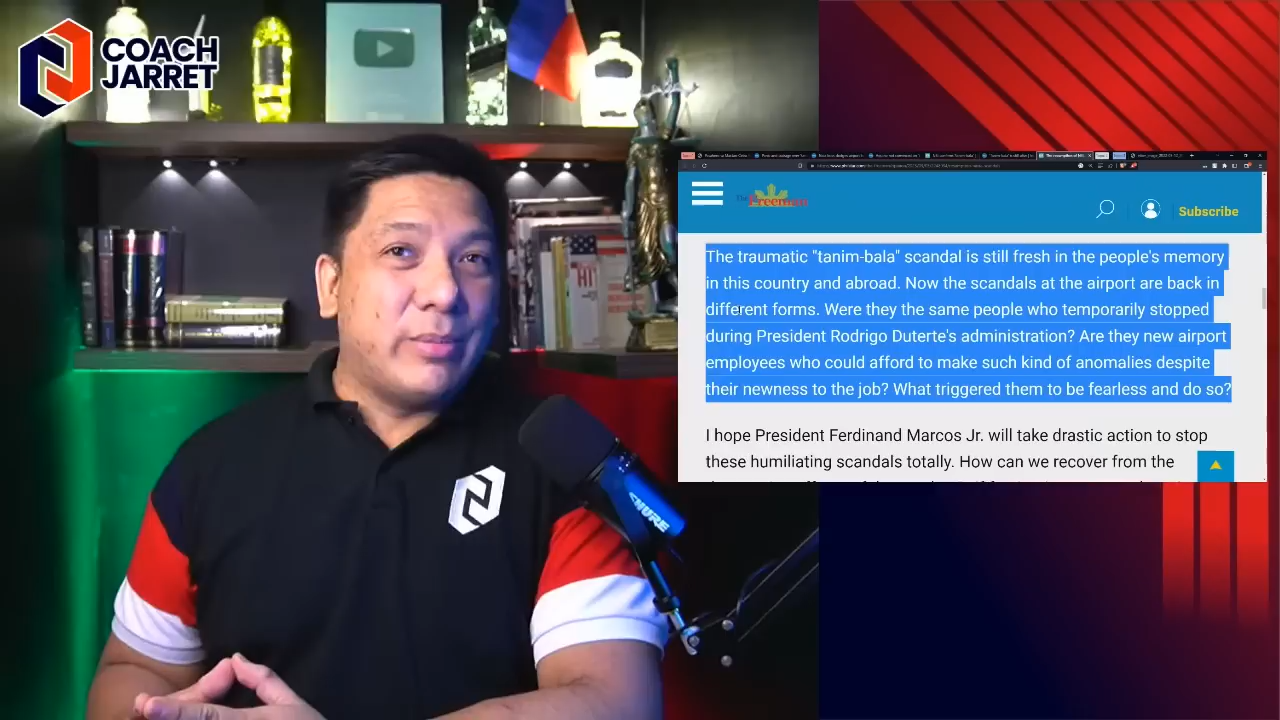 COACH
JARRET
The
Freeman
Subscribe
The traumatic "tanim-bala" scandal is still fresh in the people's memory
in this country and abroad. Now the scandals at the airport are back in
different forms. Were they the same people who temporarily stopped
during President Rodrigo Duterte's administration? Are they new airport
employees who could afford to make such kind of anomalies despite
their newness to the job? What triggered them to be fearless and do so?
I hope President Ferdinand Marcos Jr. will take drastic action to stop
these humiliating scandals totally. How can we recover from the
SHURE